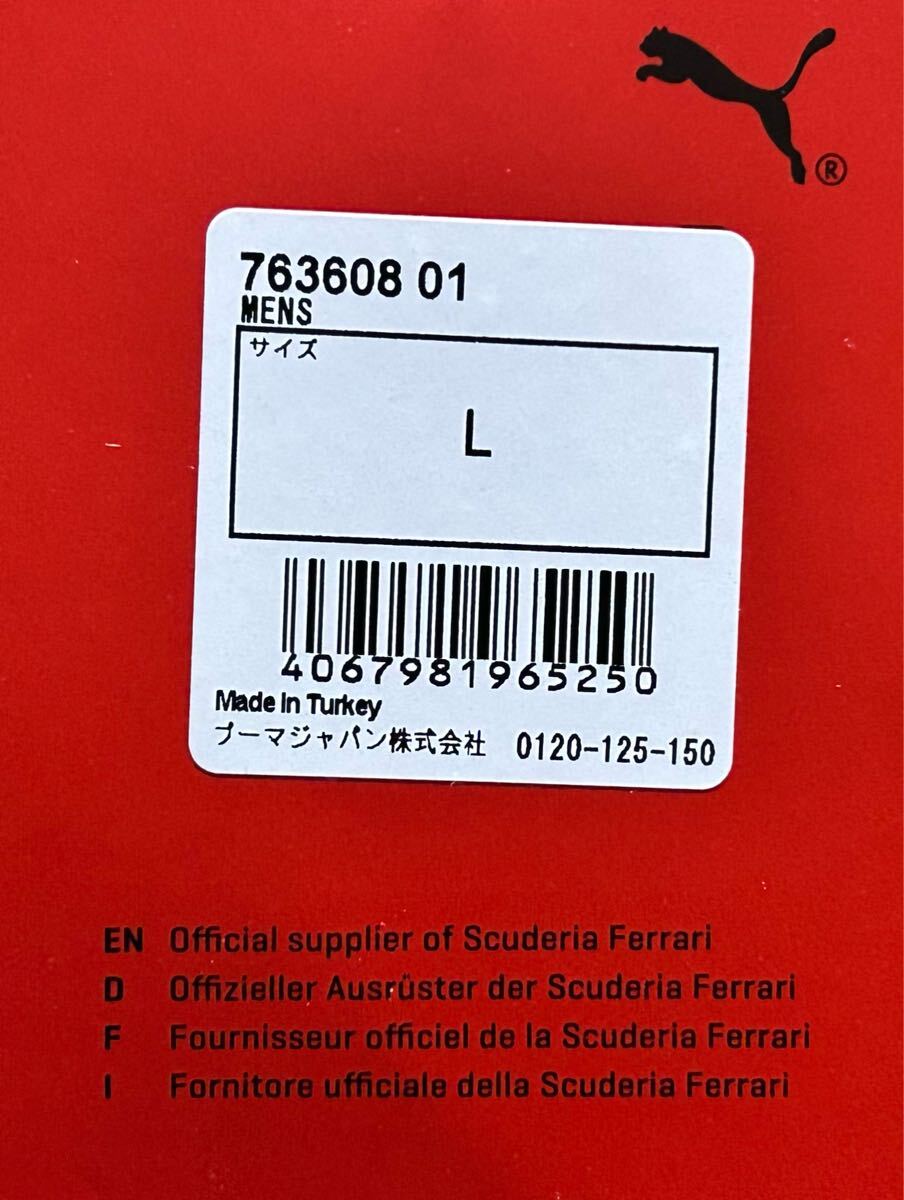 ®
763608 01
MENS
サイズ
L
4067981965250
Made In Turkey
プーマジャパン株式会社 0120-125-150
EN Official supplier of Scuderia Ferrari
D Offizieller Ausrüster der Scuderia Ferrari
F Fournisseur officiel de la Scuderia Ferrari
I Fornitore ufficiale della Scuderia Ferrari